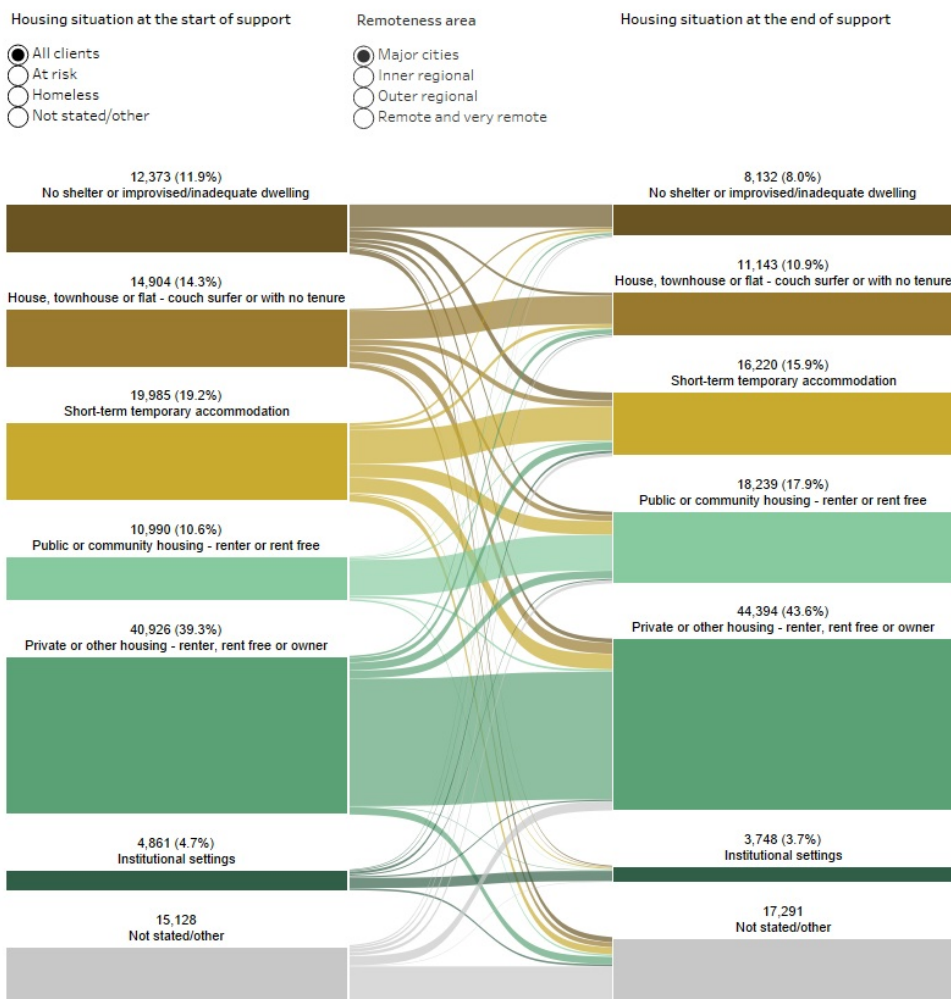 Housing situation at the start of support
Remoteness area
Housing situation at the end of support
All clients
At risk
Homeless
Not stated/other
Major cities
Inner regional
Outer regional
Remote and very remote
12,373 (11.9%)
No shelter or improvised/inadequate dwelling
14,904 (14.3%)
House, townhouse or flat - couch surfer or with no tenure
19,985 (19.2%)
Short-term temporary accommodation
10,990 (10.6%)
Public or community housing - renter or rent free
40,926 (39.3%)
Private or other housing - renter, rent free or owner
4,861 (4.7%)
Institutional settings
15,128
Not stated/other
8,132 (8.0%)
No shelter or improvised/inadequate dwelling
11,143 (10.9%)
House, townhouse or flat - couch surfer or with no tenure
16,220 (15.9%)
Short-term temporary accommodation
18,239 (17.9%)
Public or community housing - renter or rent free
44,394 (43.6%)
Private or other housing - renter, rent free or owner
3,748 (3.7%)
Institutional settings
17,291
Not stated/other